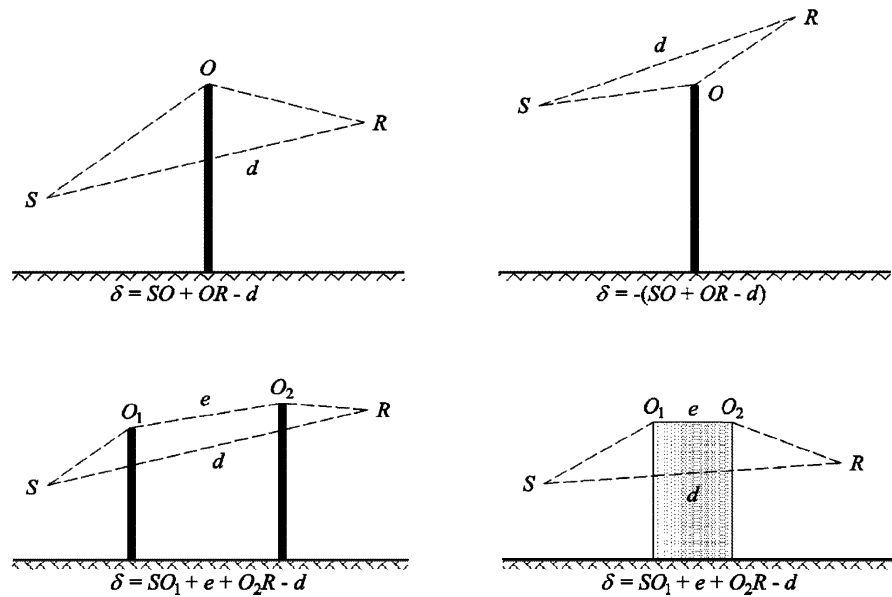 O
S
R
d
δ = SO + OR - d
d
R
S
O
δ = -(SO + OR - d)
O₁
e
O₂
R
d
S
δ = SO₁ + e + O₂R - d
O₁ e O₂
S
d
R
δ = SO₁ + e + O₂R - d